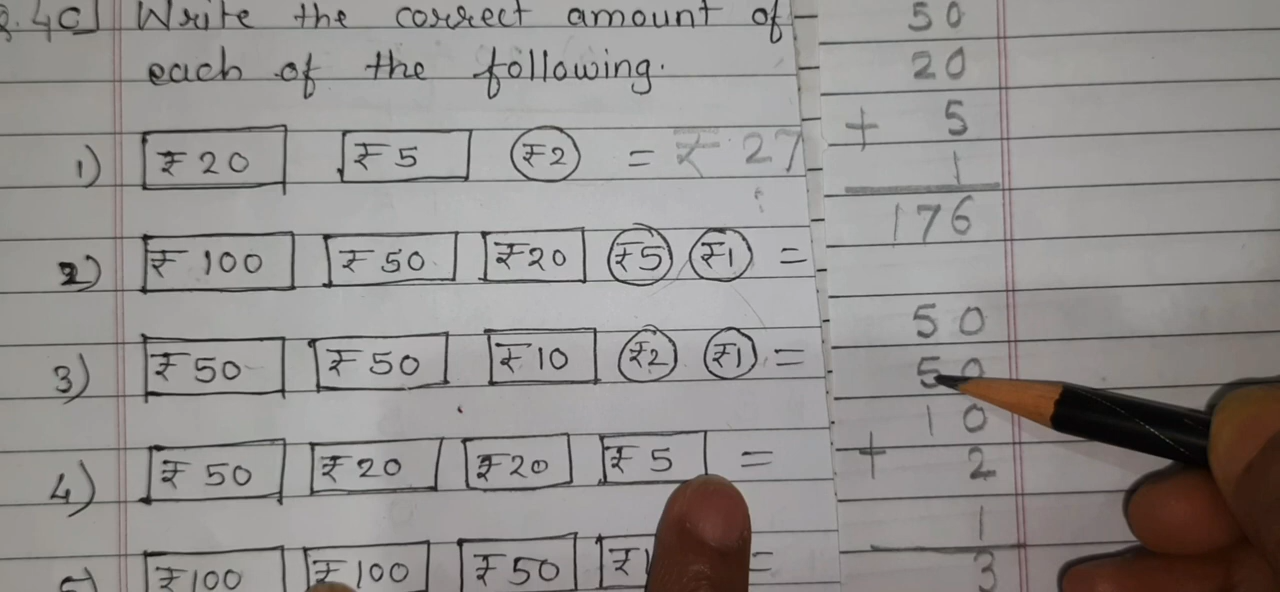 4C] Write the correct amount of
each of the following.
1) ₹20 ₹5 ₹2 = ₹27
2) ₹100 ₹50 ₹20 ₹5 ₹1 =
3) ₹50 ₹50 ₹10 ₹2 ₹1 =
4) ₹50 ₹20 ₹20 ₹5 =
₹100 ₹100 ₹50 =
50
20
+ 5
1
176
50
50
10
+ 2
1
3